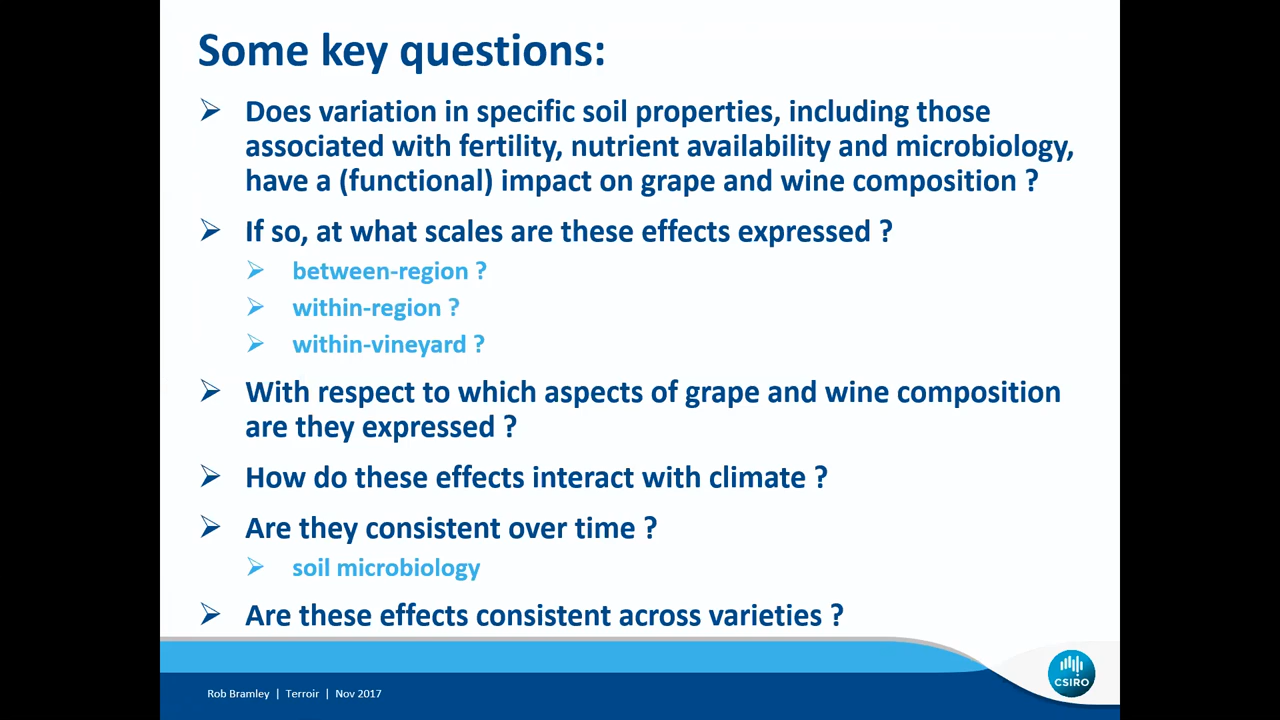 Some key questions:
Does variation in specific soil properties, including those
associated with fertility, nutrient availability and microbiology,
have a (functional) impact on grape and wine composition ?
If so, at what scales are these effects expressed ?
between-region ?
within-region ?
within-vineyard ?
With respect to which aspects of grape and wine composition
are they expressed ?
How do these effects interact with climate ?
Are they consistent over time ?
soil microbiology
Are these effects consistent across varieties ?
Rob Bramley | Terroir | Nov 2017
CSIRO